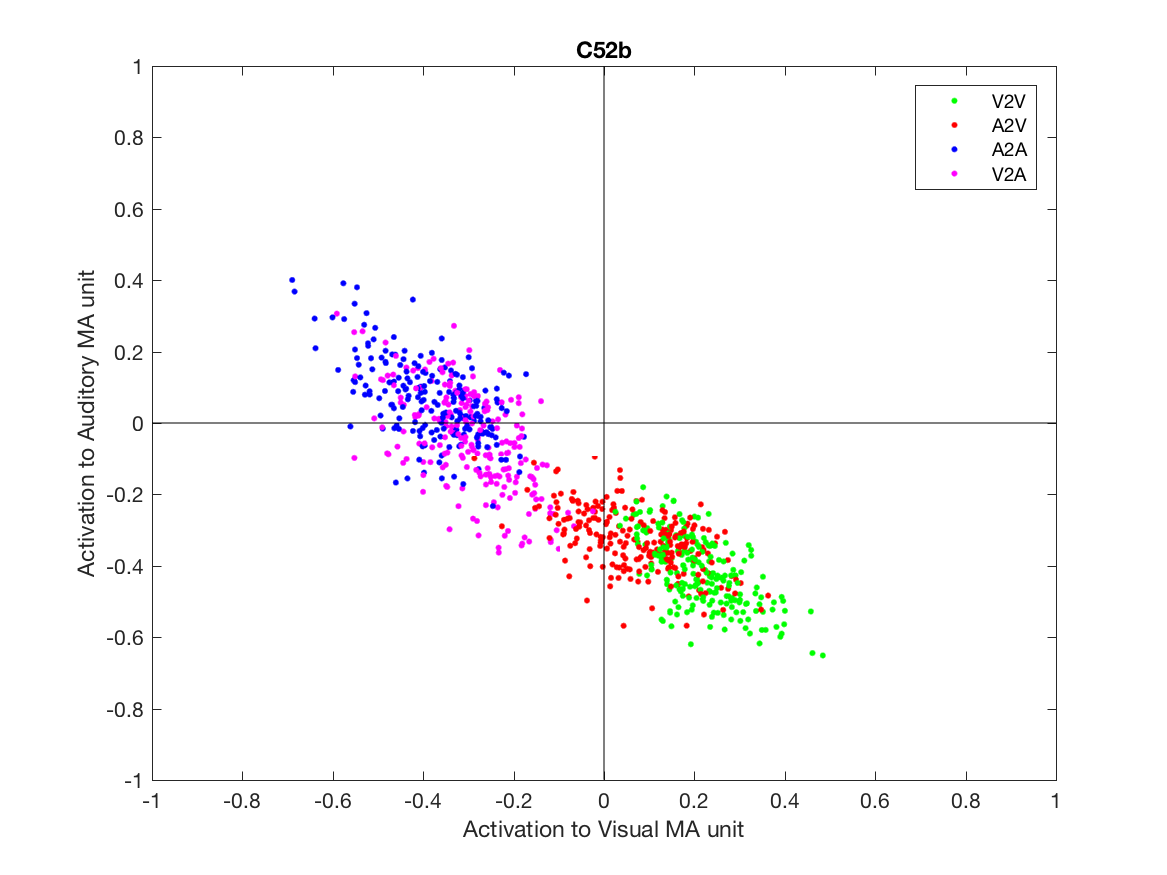 C52b
1
0.8
0.6
0.4
0.2
0
-0.2
-0.4
-0.6
-0.8
-1
Activation to Auditory MA unit
V2V
A2V
A2A
V2A
-1 -0.8 -0.6 -0.4 -0.2 0 0.2 0.4 0.6 0.8 1
Activation to Visual MA unit